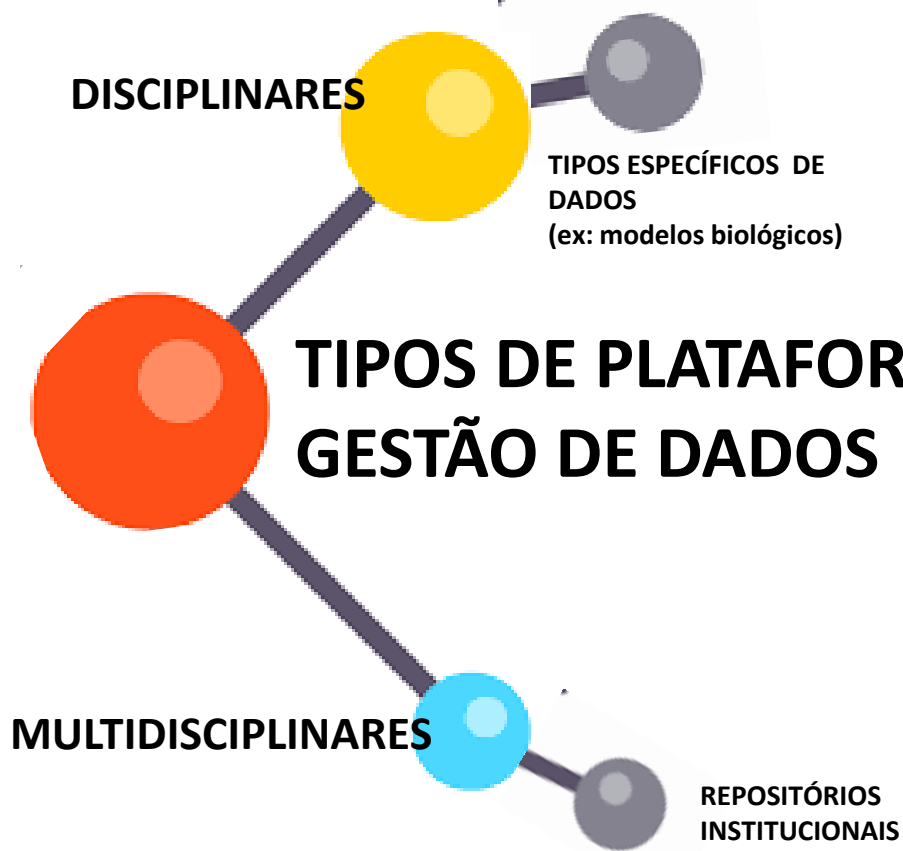 DISCIPLINARES
TIPOS ESPECÍFICOS DE
DADOS
(ex: modelos biológicos)
TIPOS DE PLATAFOR
GESTÃO DE DADOS
MULTIDISCIPLINARES
REPOSITÓRIOS
INSTITUCIONAIS